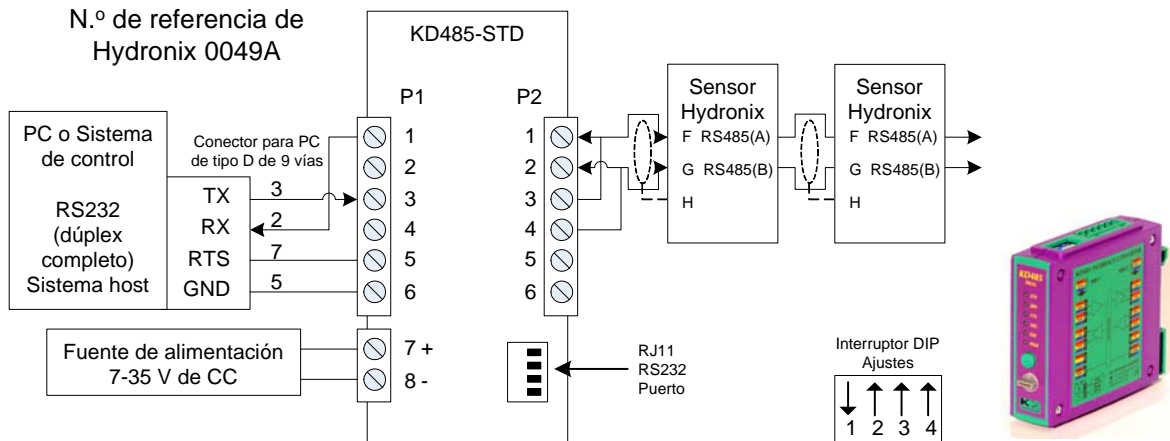 N.º de referencia de
Hydronix 0049A
KD485-STD
P1
P2
1
2
3
4
5
6
7 +
8 -
1
2
3
4
5
6
PC o Sistema
de control
RS232
(dúplex
completo)
Sistema host
Conector para PC
de tipo D de 9 vías
TX
3
RX
2
RTS
7
GND
5
Fuente de alimentación
7-35 V de CC
Sensor
Hydronix
F RS485(A)
G RS485(B)
H
Sensor
Hydronix
F RS485(A)
G RS485(B)
H
RJ11
RS232
Puerto
Interruptor DIP
Ajustes
1 2 3 4
KD485